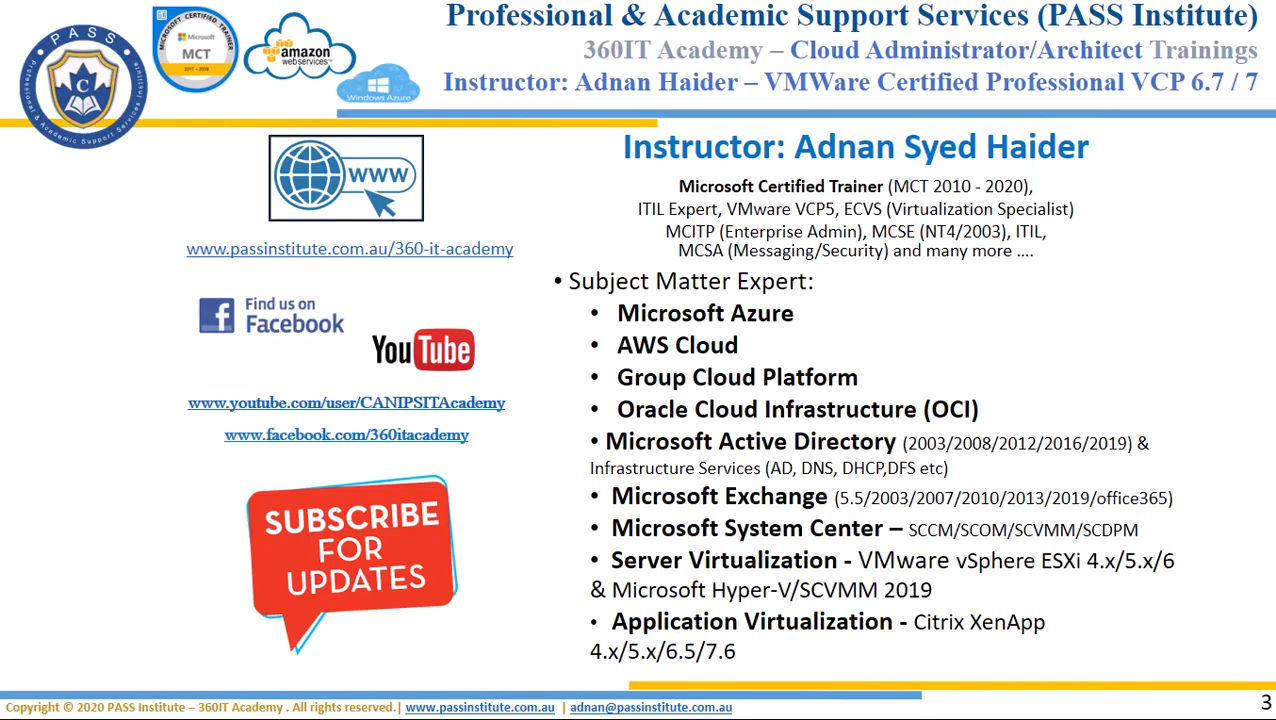 Professional & Academic Support Services (PASS Institute)
360IT Academy – Cloud Administrator/Architect Trainings
Instructor: Adnan Haider – VMWare Certified Professional VCP 6.7 / 7
PASS
Professional & Academic Support Services
Institute
C
MICROSOFT CERTIFIED TRAINER
Microsoft
MCT
2017 – 2018
amazon
webservices™
Windows Azure
WWW
www.passinstitute.com.au/360-it-academy
Find us on
Facebook
YouTube
www.youtube.com/user/CANIPSITAcademy
www.facebook.com/360itacademy
SUBSCRIBE
FOR
UPDATES
Instructor: Adnan Syed Haider
Microsoft Certified Trainer (MCT 2010 - 2020),
ITIL Expert, VMware VCP5, ECVS (Virtualization Specialist)
MCITP (Enterprise Admin), MCSE (NT4/2003), ITIL,
MCSA (Messaging/Security) and many more ....
• Subject Matter Expert:
• Microsoft Azure
• AWS Cloud
• Group Cloud Platform
• Oracle Cloud Infrastructure (OCI)
• Microsoft Active Directory (2003/2008/2012/2016/2019) &
Infrastructure Services (AD, DNS, DHCP,DFS etc)
• Microsoft Exchange (5.5/2003/2007/2010/2013/2019/office365)
• Microsoft System Center – SCCM/SCOM/SCVMM/SCDPM
• Server Virtualization - VMware vSphere ESXi 4.x/5.x/6
& Microsoft Hyper-V/SCVMM 2019
• Application Virtualization - Citrix XenApp
4.x/5.x/6.5/7.6
Copyright © 2020 PASS Institute – 360IT Academy . All rights reserved.| www.passinstitute.com.au | adnan@passinstitute.com.au
3